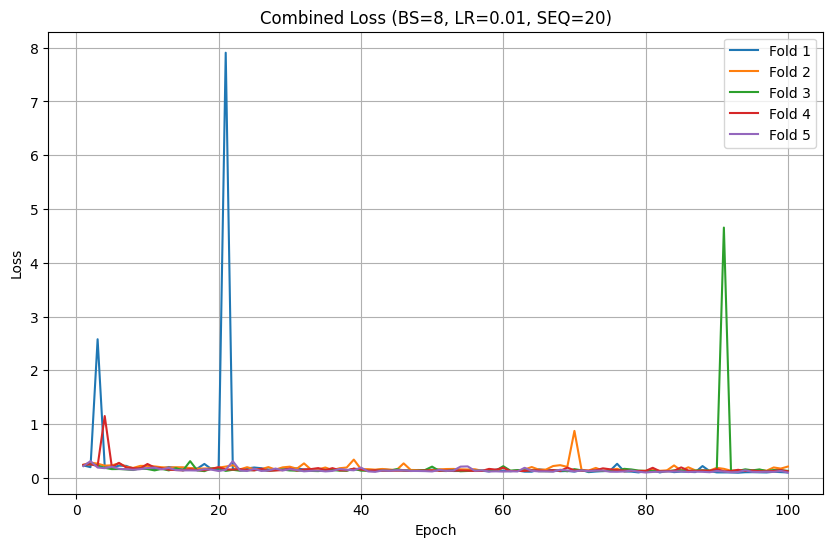 Combined Loss (BS=8, LR=0.01, SEQ=20)
Fold 1
Fold 2
Fold 3
Fold 4
Fold 5
8
7
6
5
4
3
2
1
0
Loss
0
20
40
60
80
100
Epoch